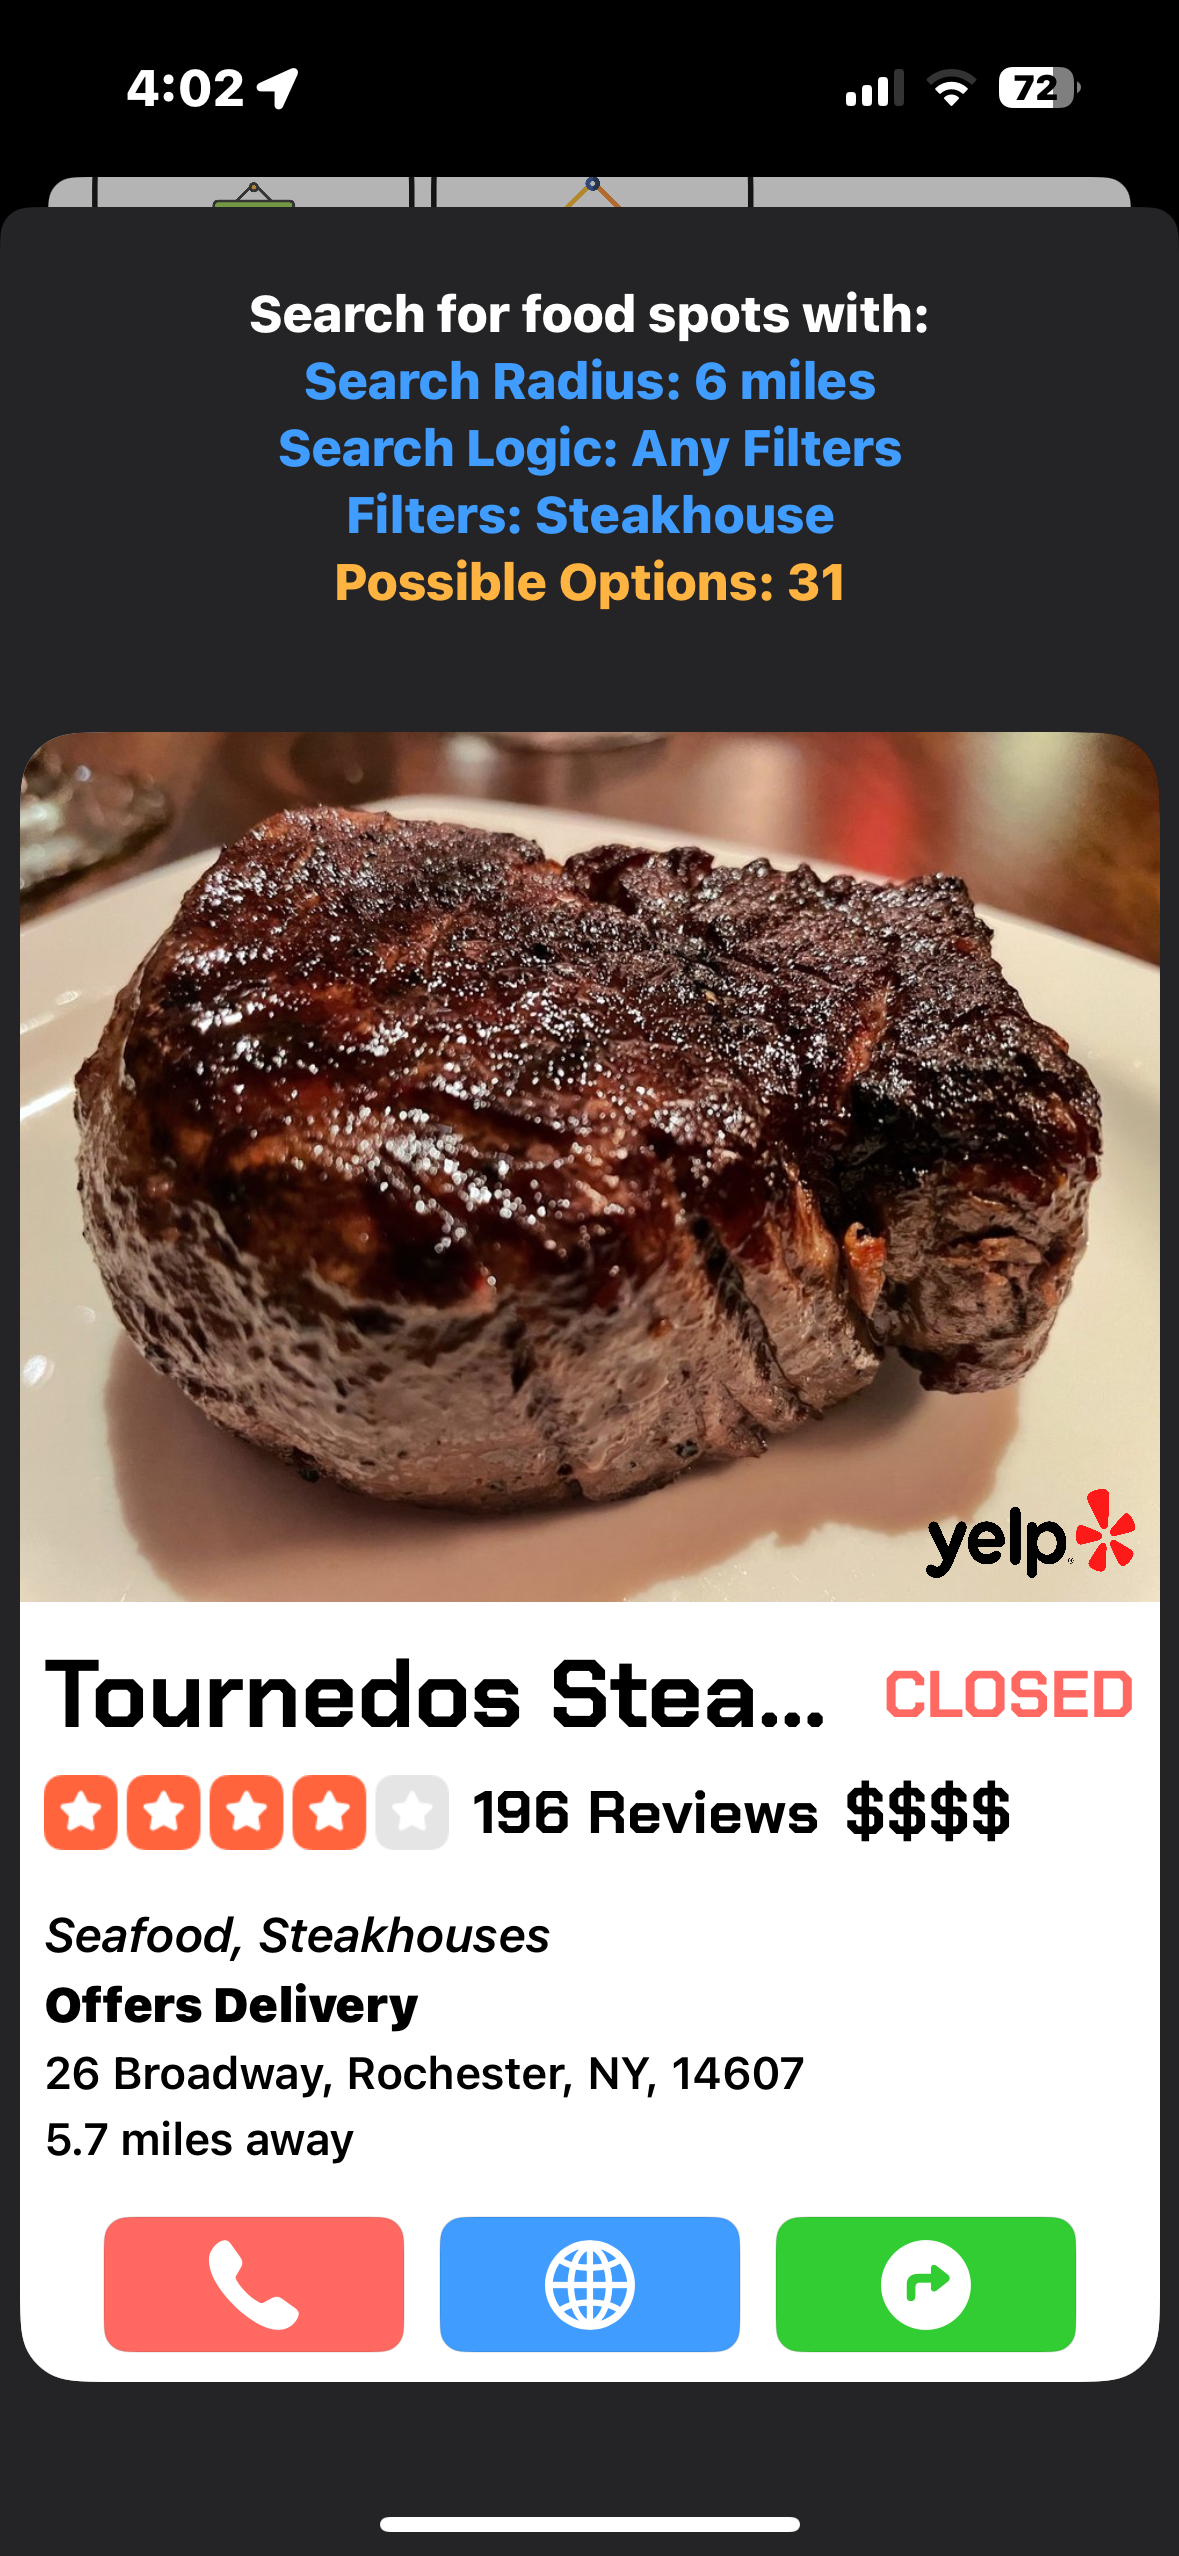 4:02
72
Search for food spots with:
Search Radius: 6 miles
Search Logic: Any Filters
Filters: Steakhouse
Possible Options: 31
yelp
Tournedos Stea... CLOSED
196 Reviews $$$$
Seafood, Steakhouses
Offers Delivery
26 Broadway, Rochester, NY, 14607
5.7 miles away